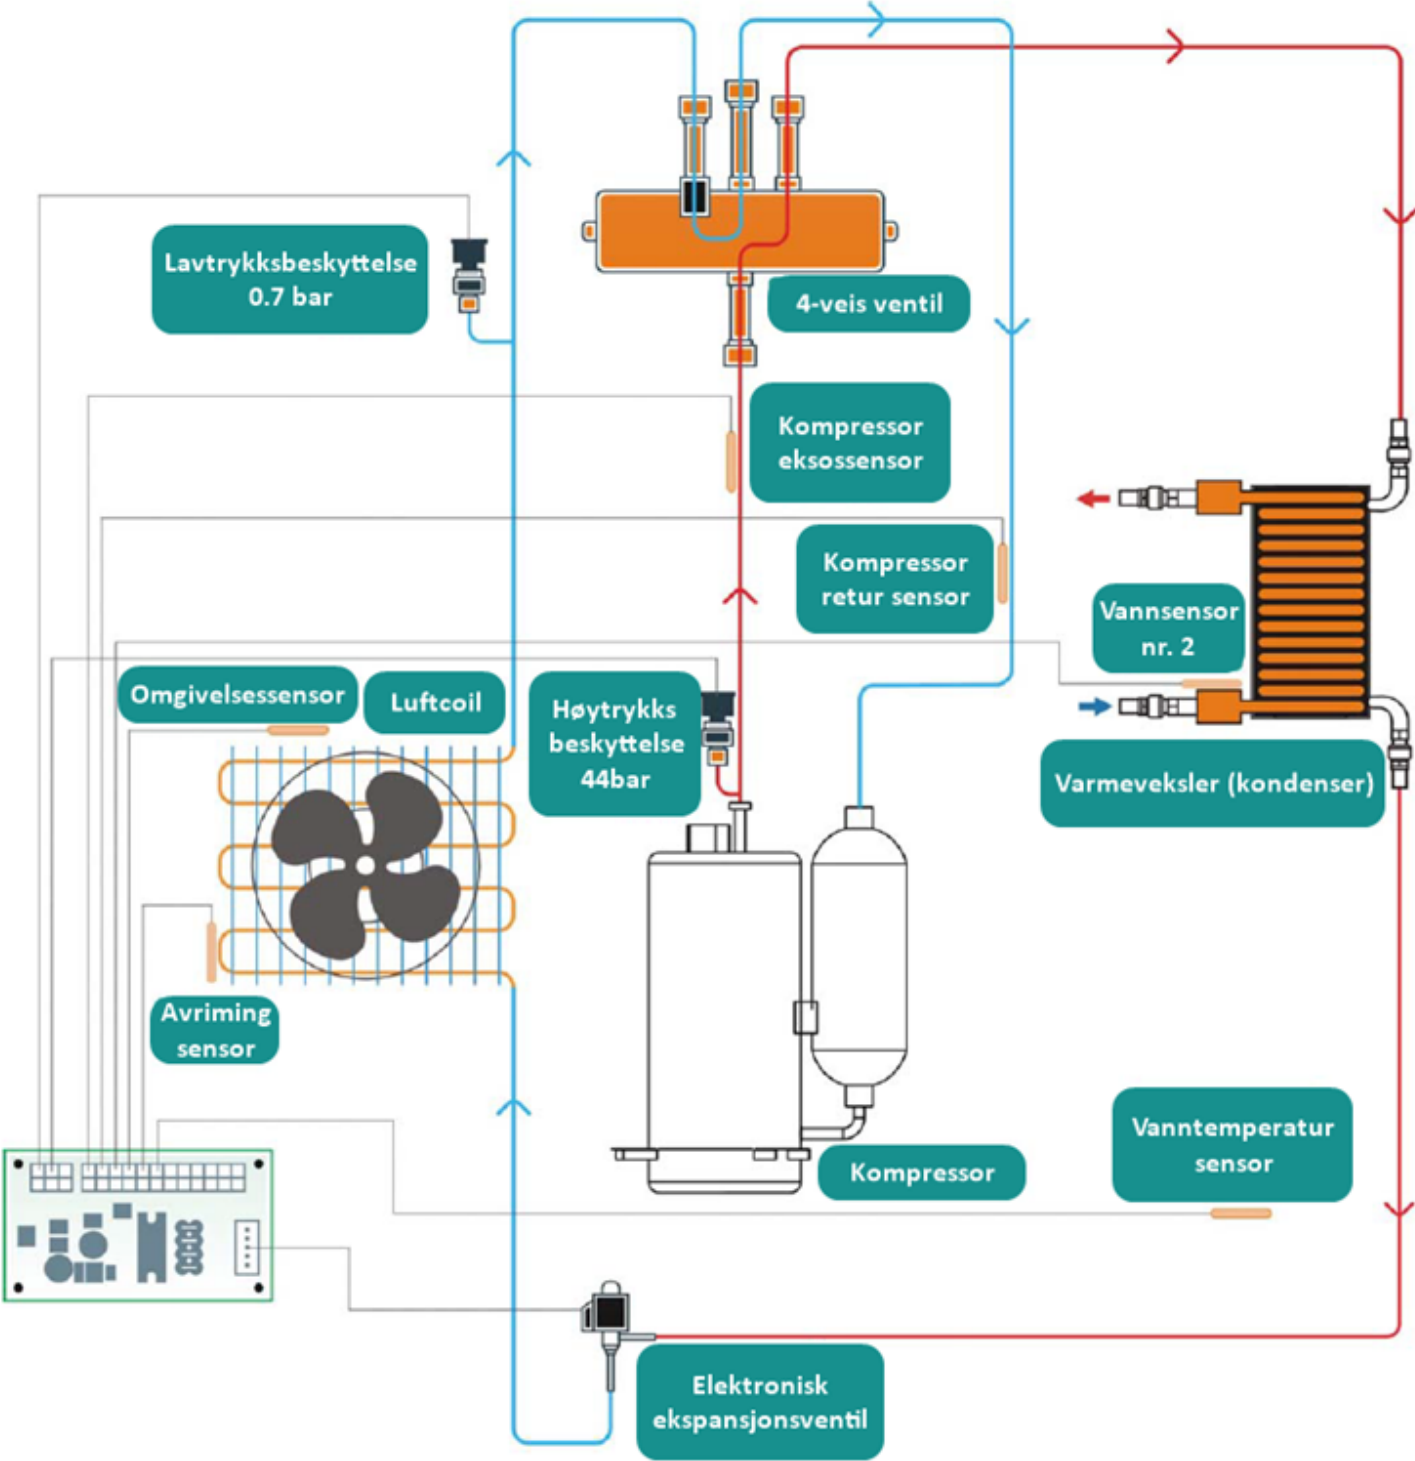 Lavtrykksbeskyttelse
0.7 bar
4-veis ventil
Kompressor
eksossensor
Kompressor
retur sensor
Vannsensor
nr. 2
Omgivelsessensor
Luftcoil
Høytrykks
beskyttelse
44bar
Varmeveksler (kondenser)
Avriming
sensor
Vanntemperatur
sensor
Kompressor
Elektronisk
ekspansjonsventil